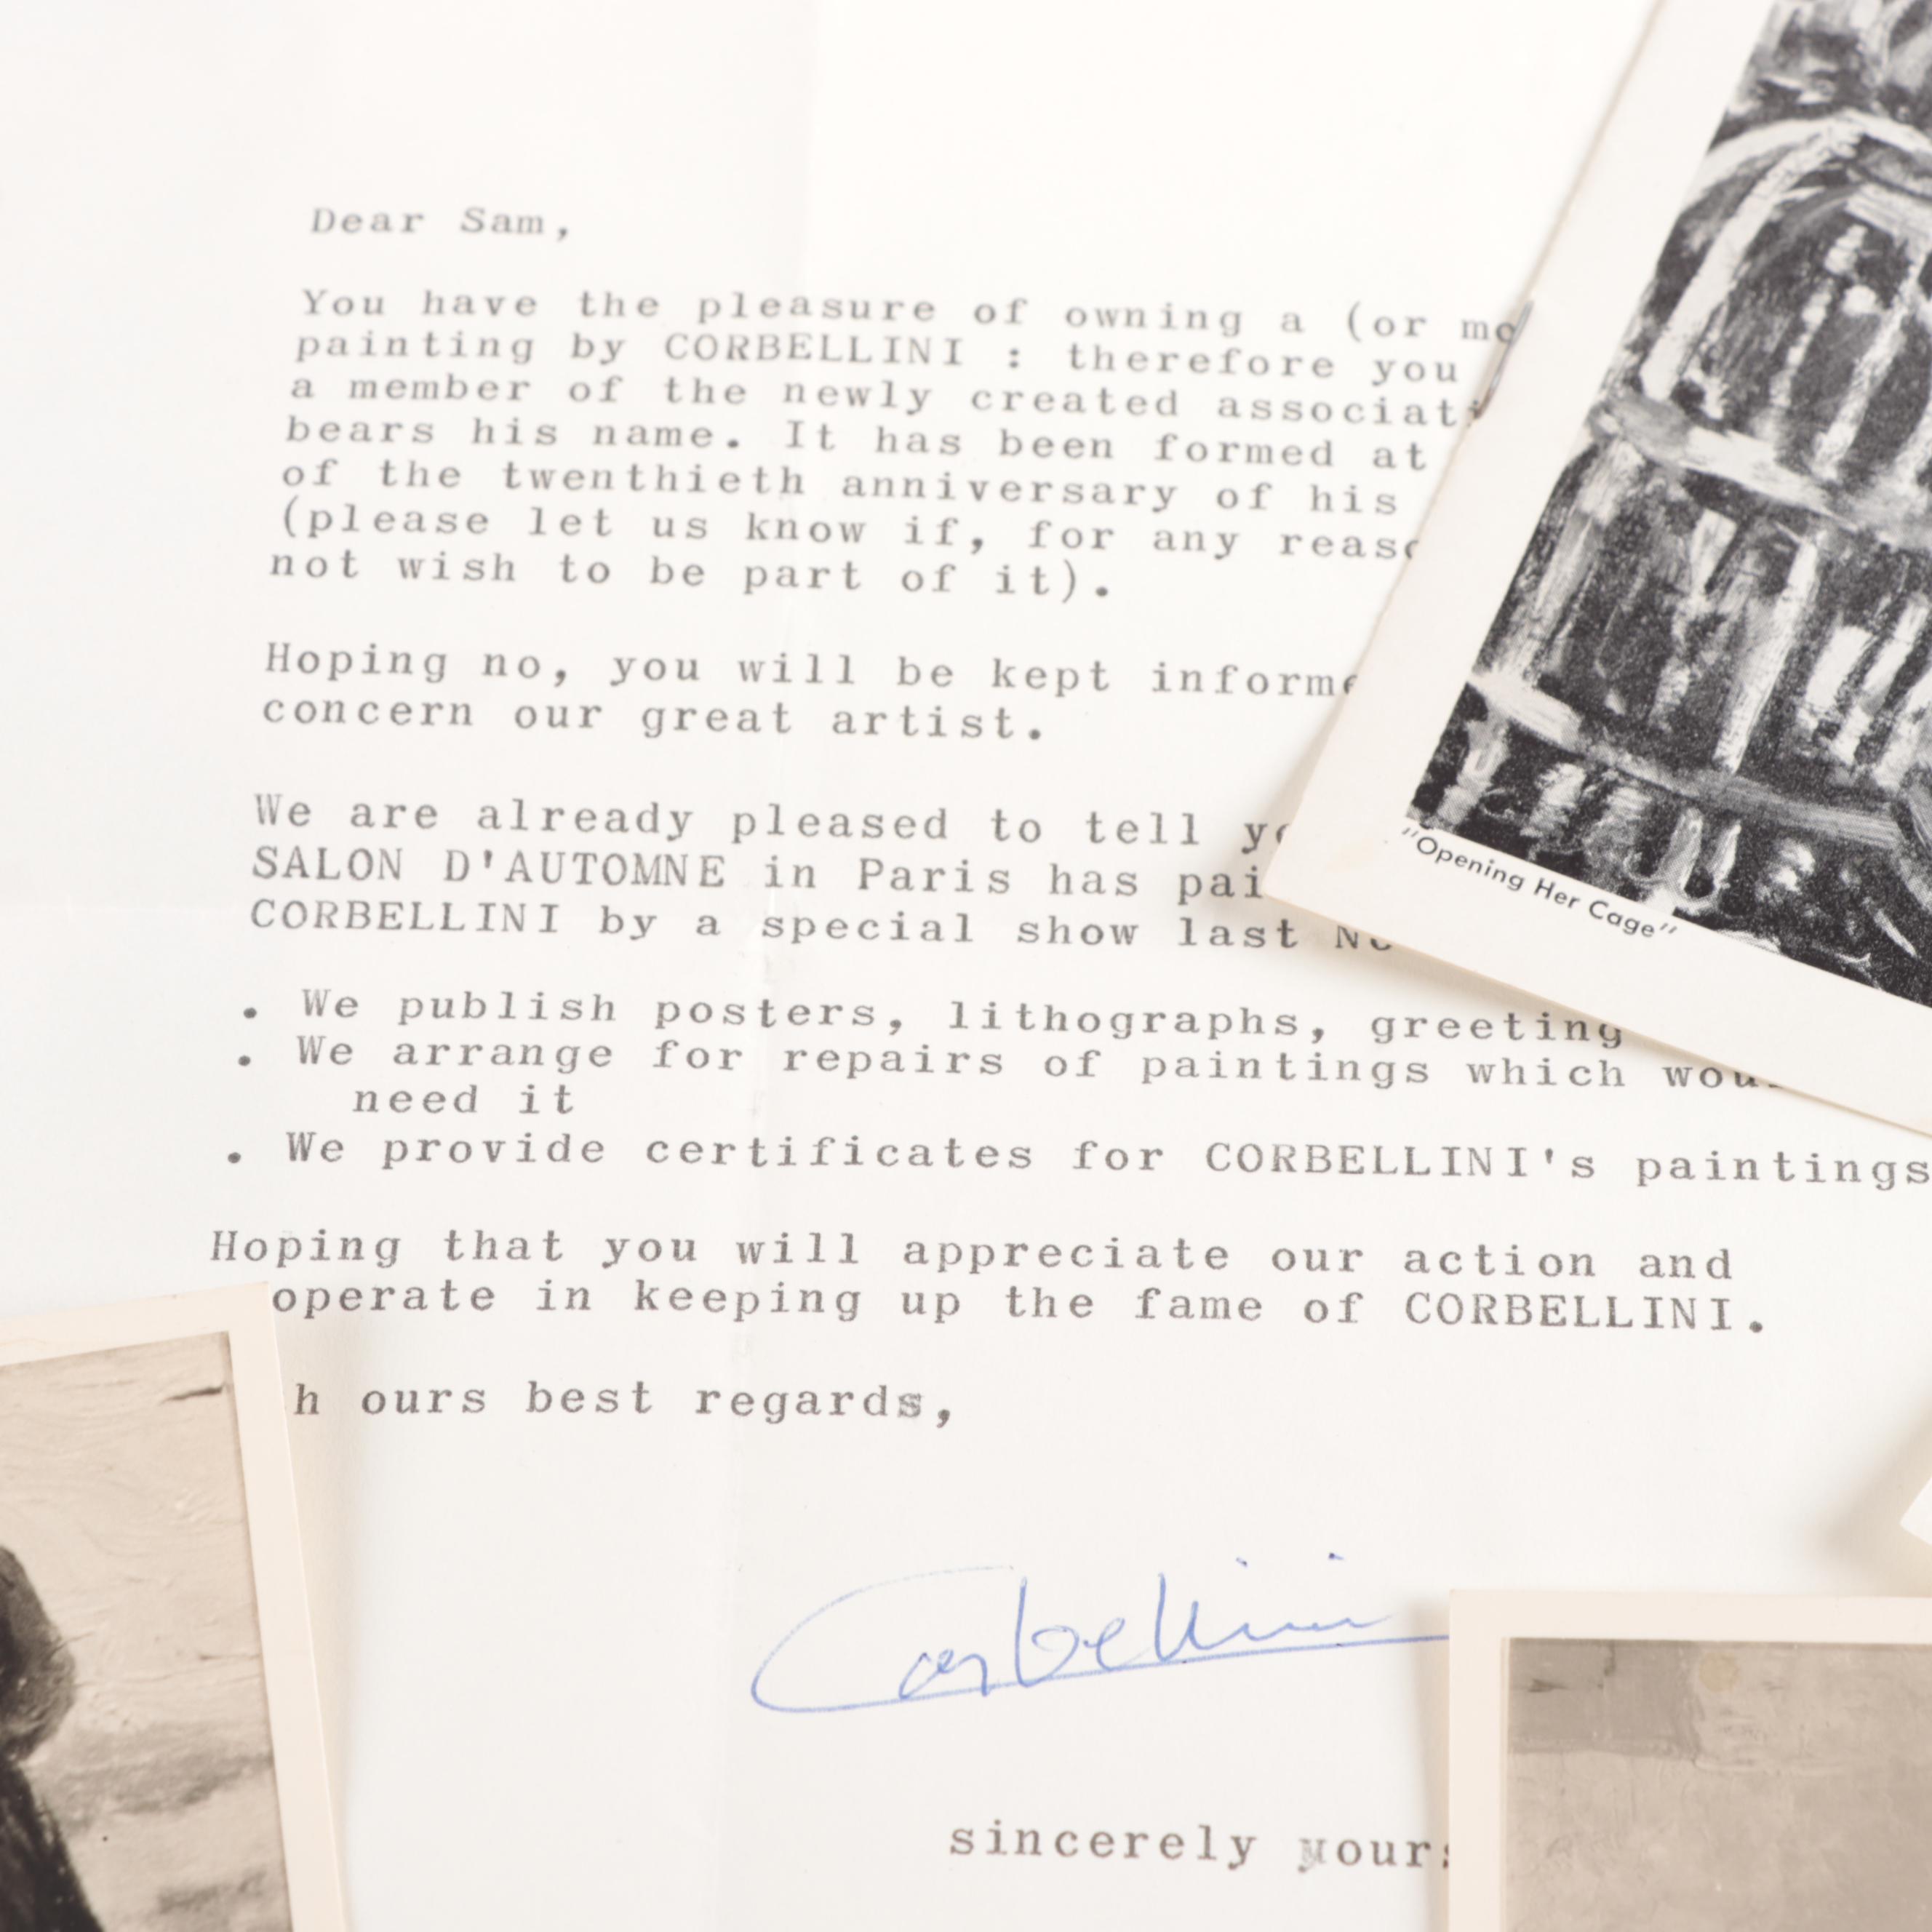 Dear Sam,
You have the pleasure of owning a (or
painting by CORBELLINI : therefore you
a member of the newly created
bears his name. It has been formed at
of the twenthieth anniversary of his
(please let us know if, for any
not wish to be part of it).
Hoping no, you will be kept
concern our great artist.
We are already pleased to tell
SALON D'AUTOMNE in Paris has
CORBELLINI by a special show last
. We publish posters, lithographs, greeting
. We arrange for repairs of paintings which
need it
. We provide certificates for CORBELLINI's paintings
Hoping that you will appreciate our action and
operate in keeping up the fame of CORBELLINI.
h ours best regards,
Corbellini
sincerely yours
"Opening Her Cage"